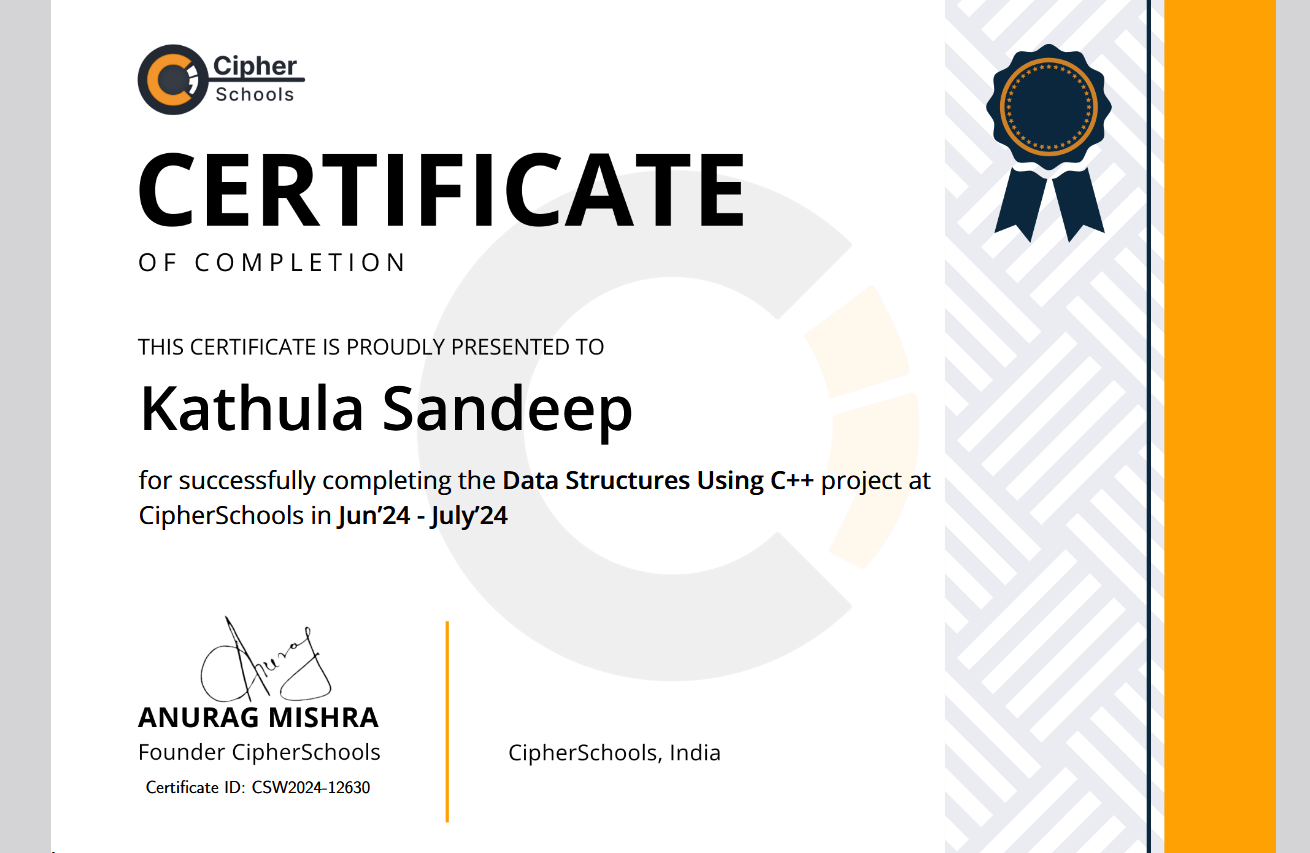 Cipher
Schools
CERTIFICATE
OF COMPLETION
THIS CERTIFICATE IS PROUDLY PRESENTED TO
Kathula Sandeep
for successfully completing the Data Structures Using C++ project at
CipherSchools in Jun’24 - July’24
Anurag
ANURAG MISHRA
Founder CipherSchools
CipherSchools, India
Certificate ID: CSW2024-12630